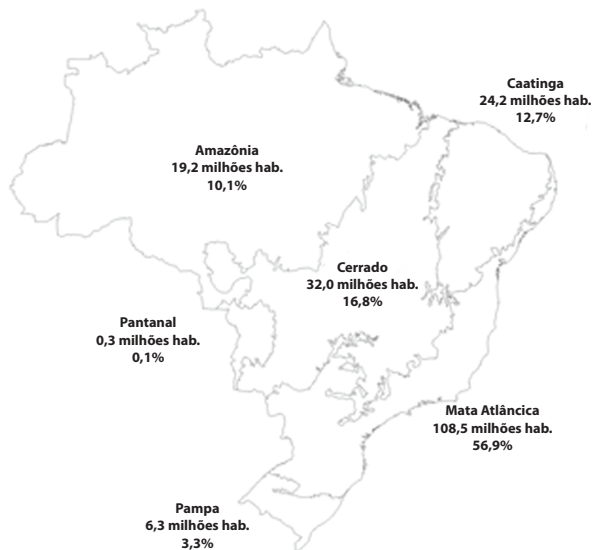 Caatinga
24,2 milhões hab.
12,7%
Amazônia
19,2 milhões hab.
10,1%
Cerrado
32,0 milhões hab.
16,8%
Pantanal
0,3 milhões hab.
0,1%
Mata Atlâncica
108,5 milhões hab.
56,9%
Pampa
6,3 milhões hab.
3,3%